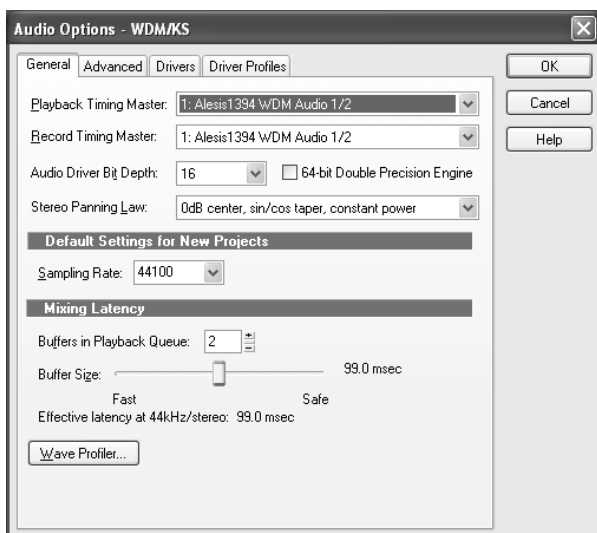 Audio Options - WDM/KS
General Advanced Drivers Driver Profiles
OK
Cancel
Help
Playback Timing Master: 1: Alesis1394 WDM Audio 1/2
Record Timing Master: 1: Alesis1394 WDM Audio 1/2
Audio Driver Bit Depth: 16 64-bit Double Precision Engine
Stereo Panning Law: 0dB center, sin/cos taper, constant power
Default Settings for New Projects
Sampling Rate: 44100
Mixing Latency
Buffers in Playback Queue: 2
Buffer Size: 99.0 msec
Fast Safe
Effective latency at 44kHz/stereo: 99.0 msec
Wave Profiler...